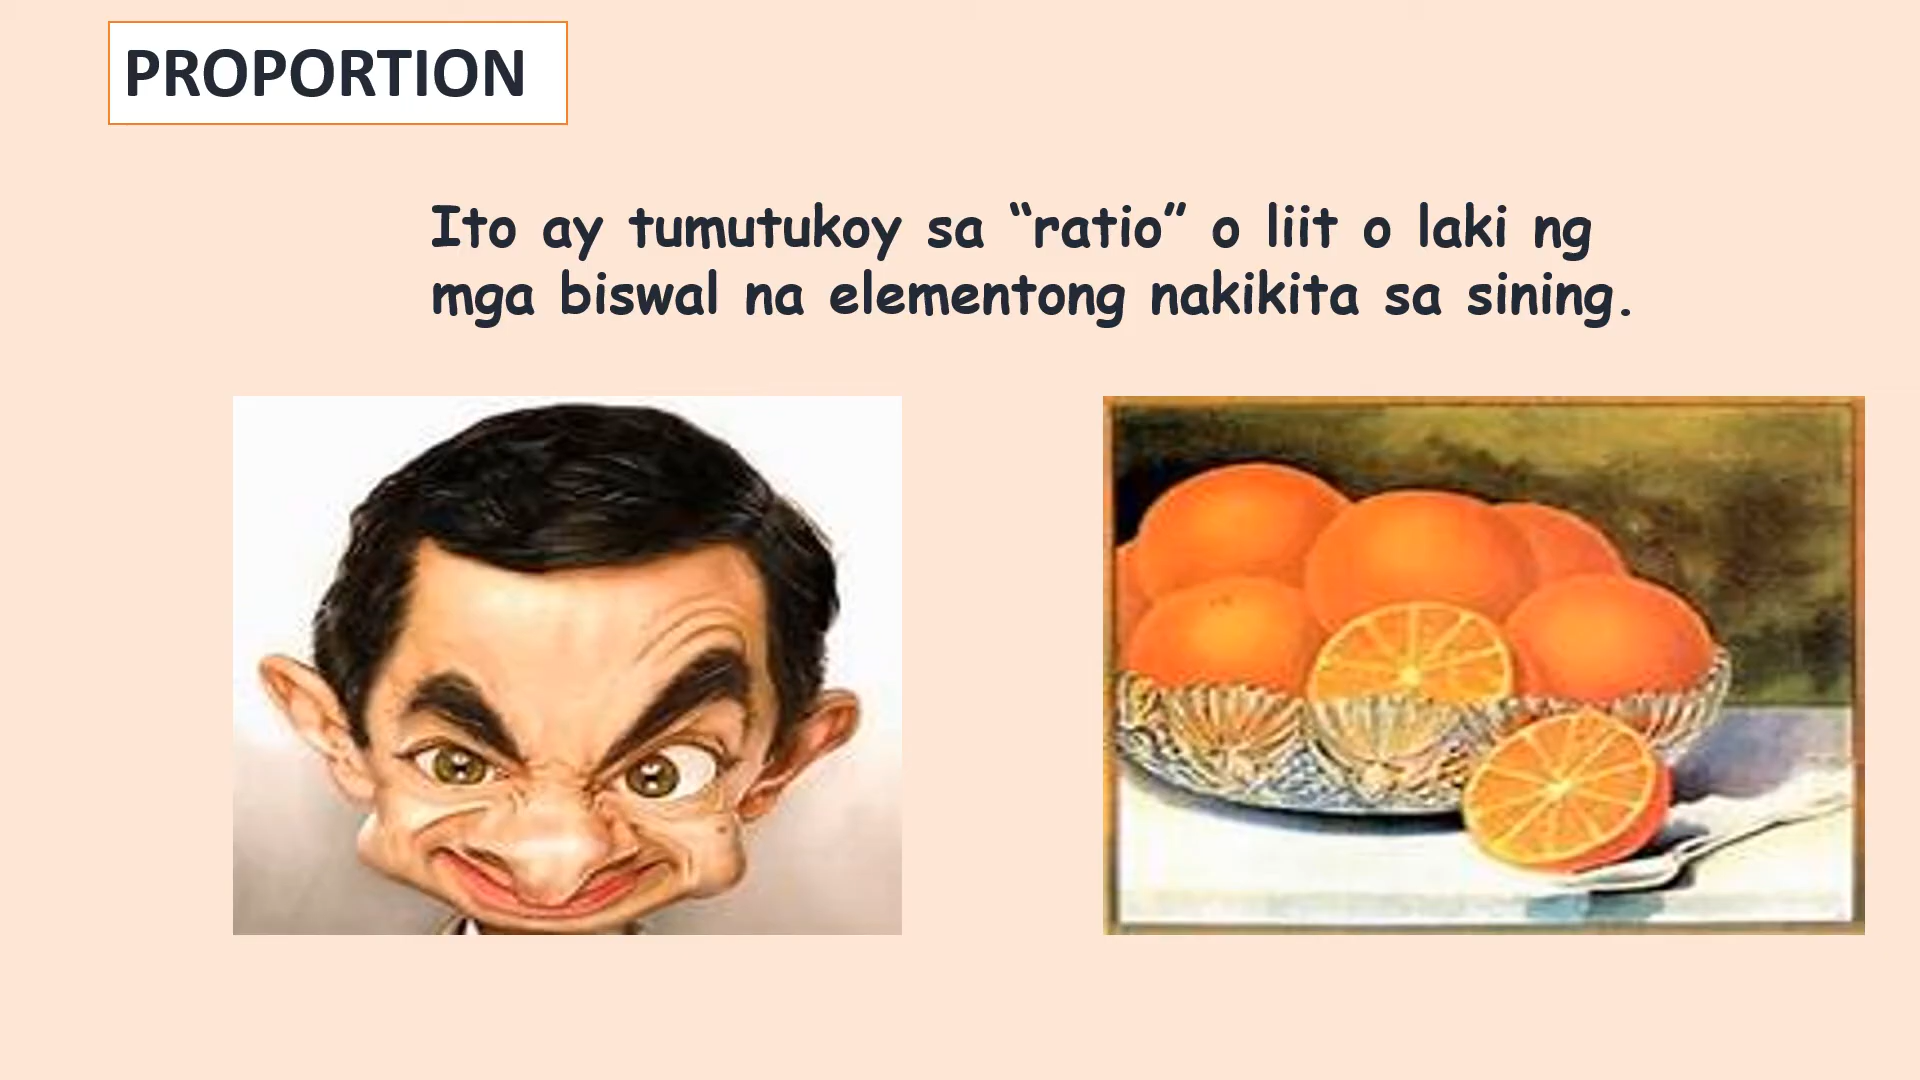 PROPORTION
Ito ay tumutukoy sa “ratio” o liit o laki ng
mga biswal na elementong nakikita sa sining.